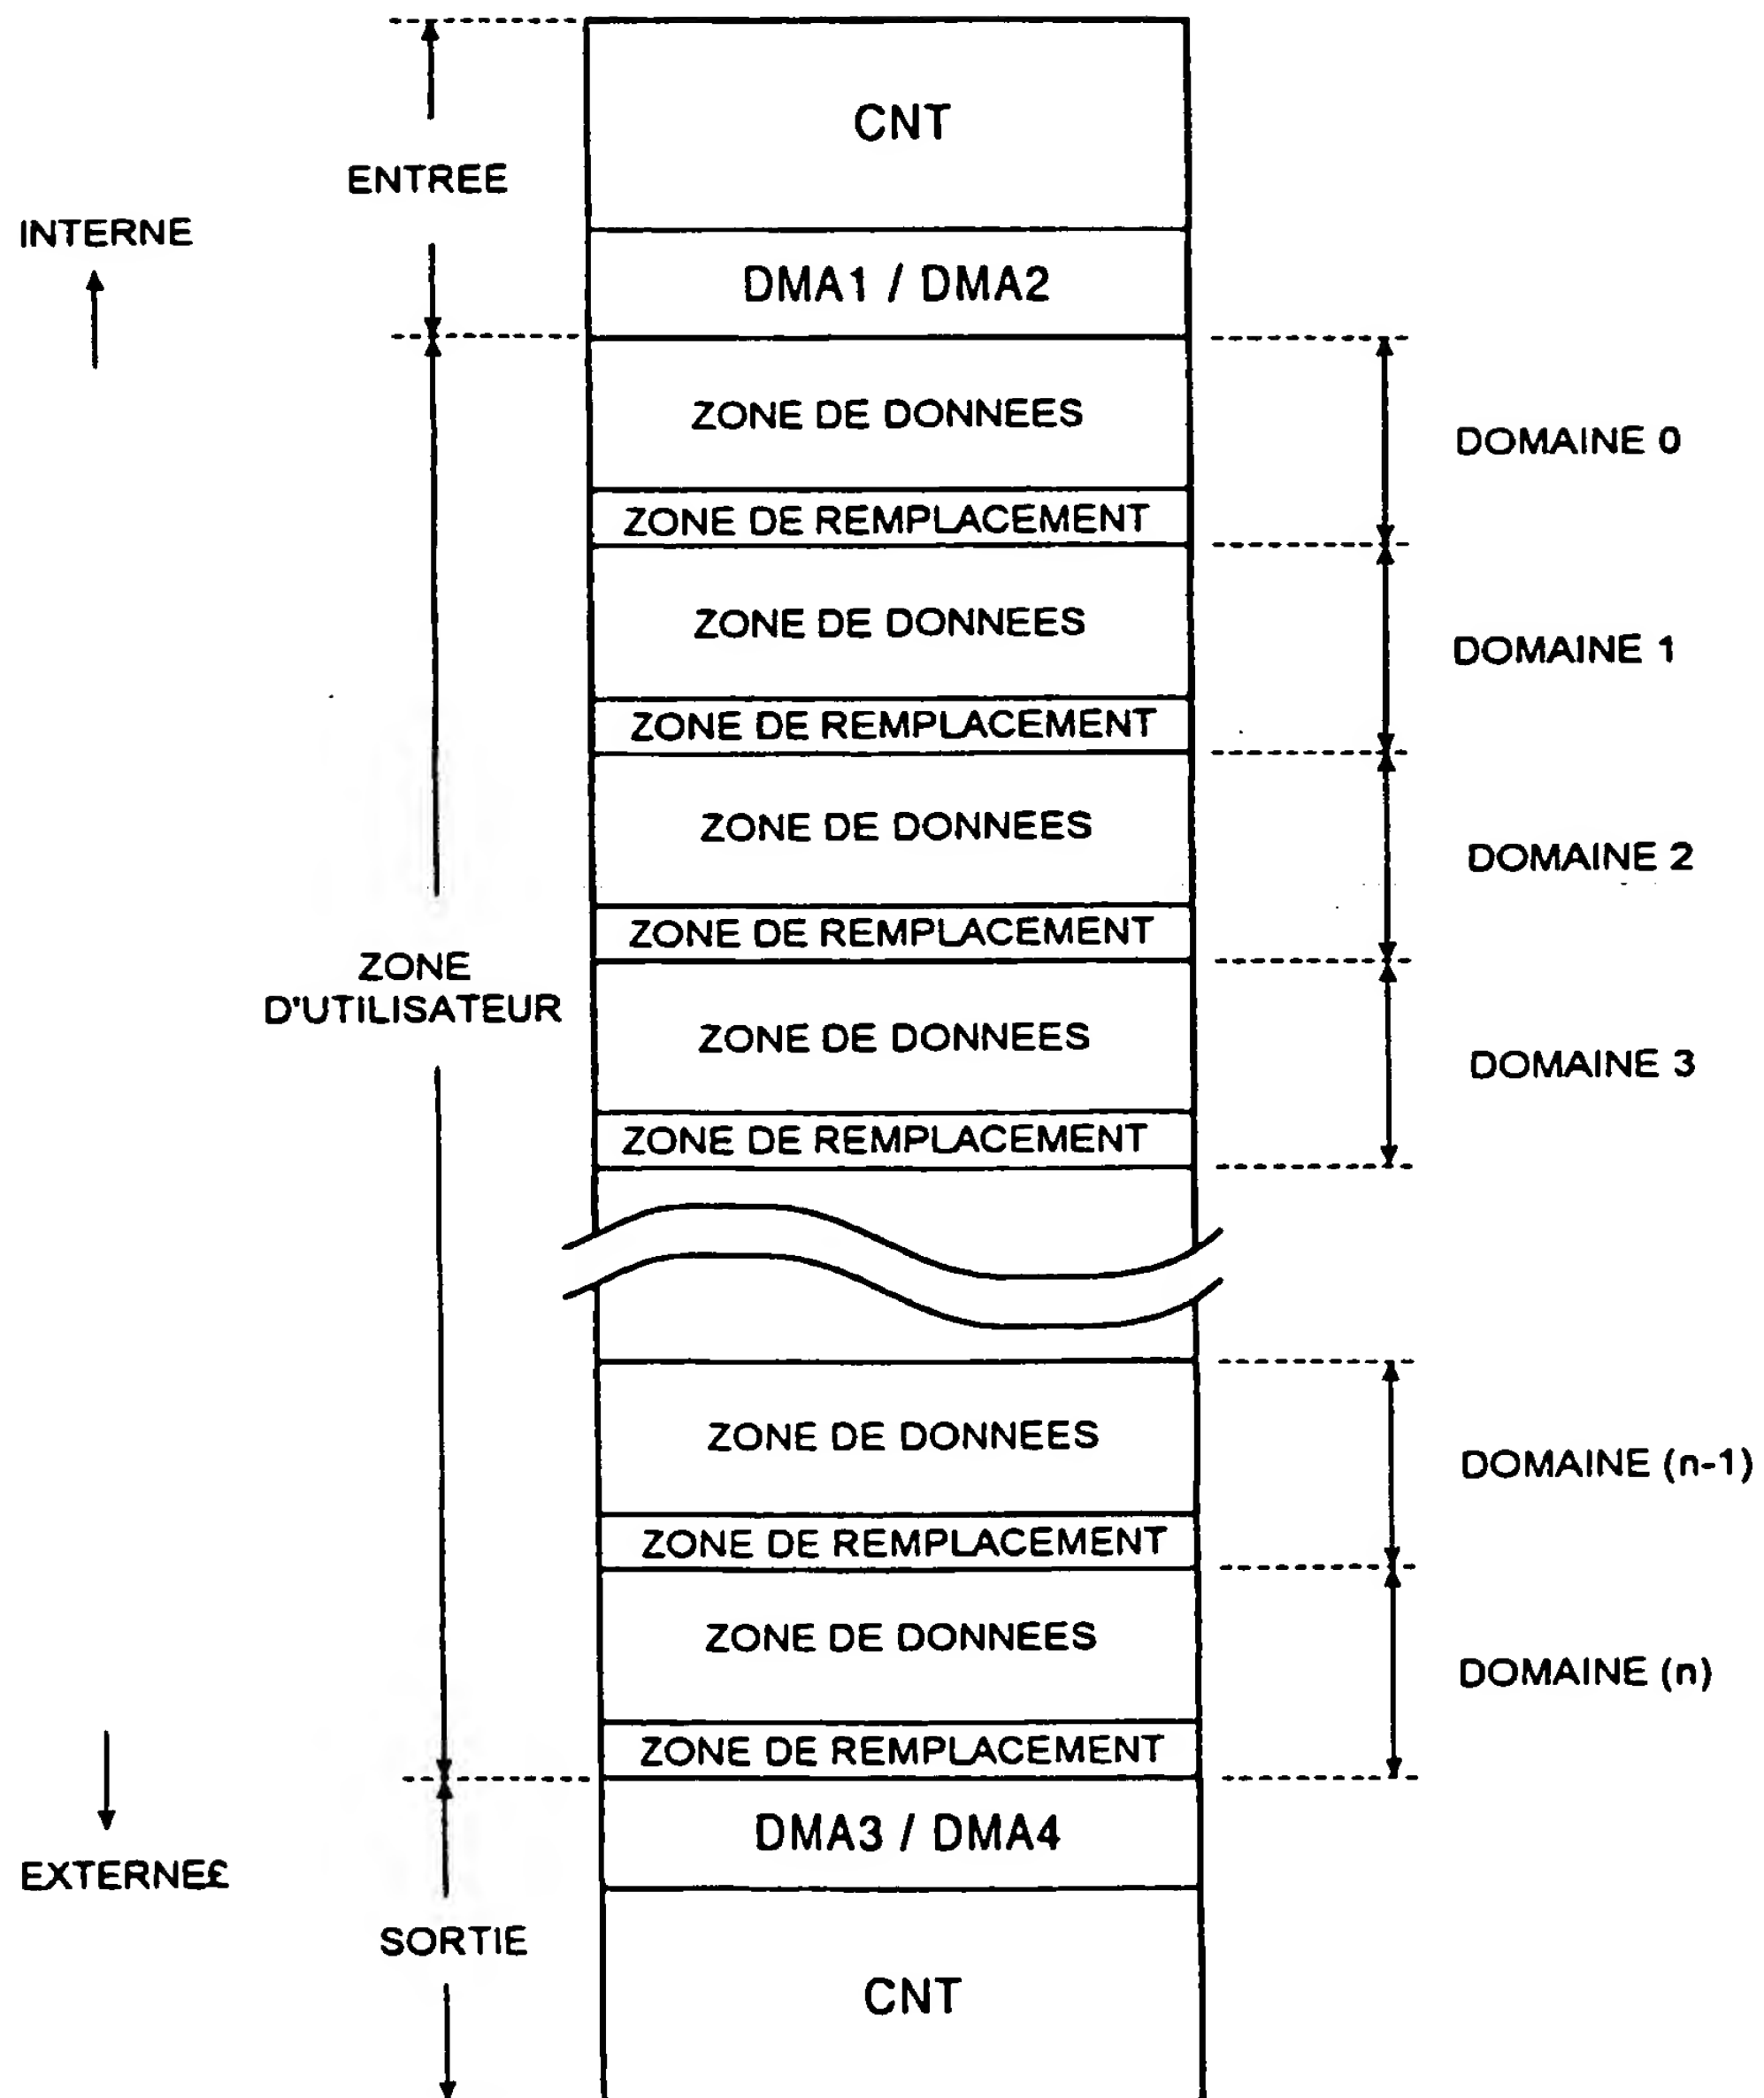 CNT
ENTREE
INTERNE
DMA1 / DMA2
ZONE DE DONNEES
DOMAINE 0
ZONE DE REMPLACEMENT
ZONE DE DONNEES
DOMAINE 1
ZONE DE REMPLACEMENT
ZONE DE DONNEES
DOMAINE 2
ZONE DE REMPLACEMENT
ZONE
D'UTILISATEUR
ZONE DE DONNEES
DOMAINE 3
ZONE DE REMPLACEMENT
ZONE DE DONNEES
DOMAINE (n-1)
ZONE DE REMPLACEMENT
ZONE DE DONNEES
DOMAINE (n)
ZONE DE REMPLACEMENT
DMA3 / DMA4
EXTERNE£
SORTIE
CNT